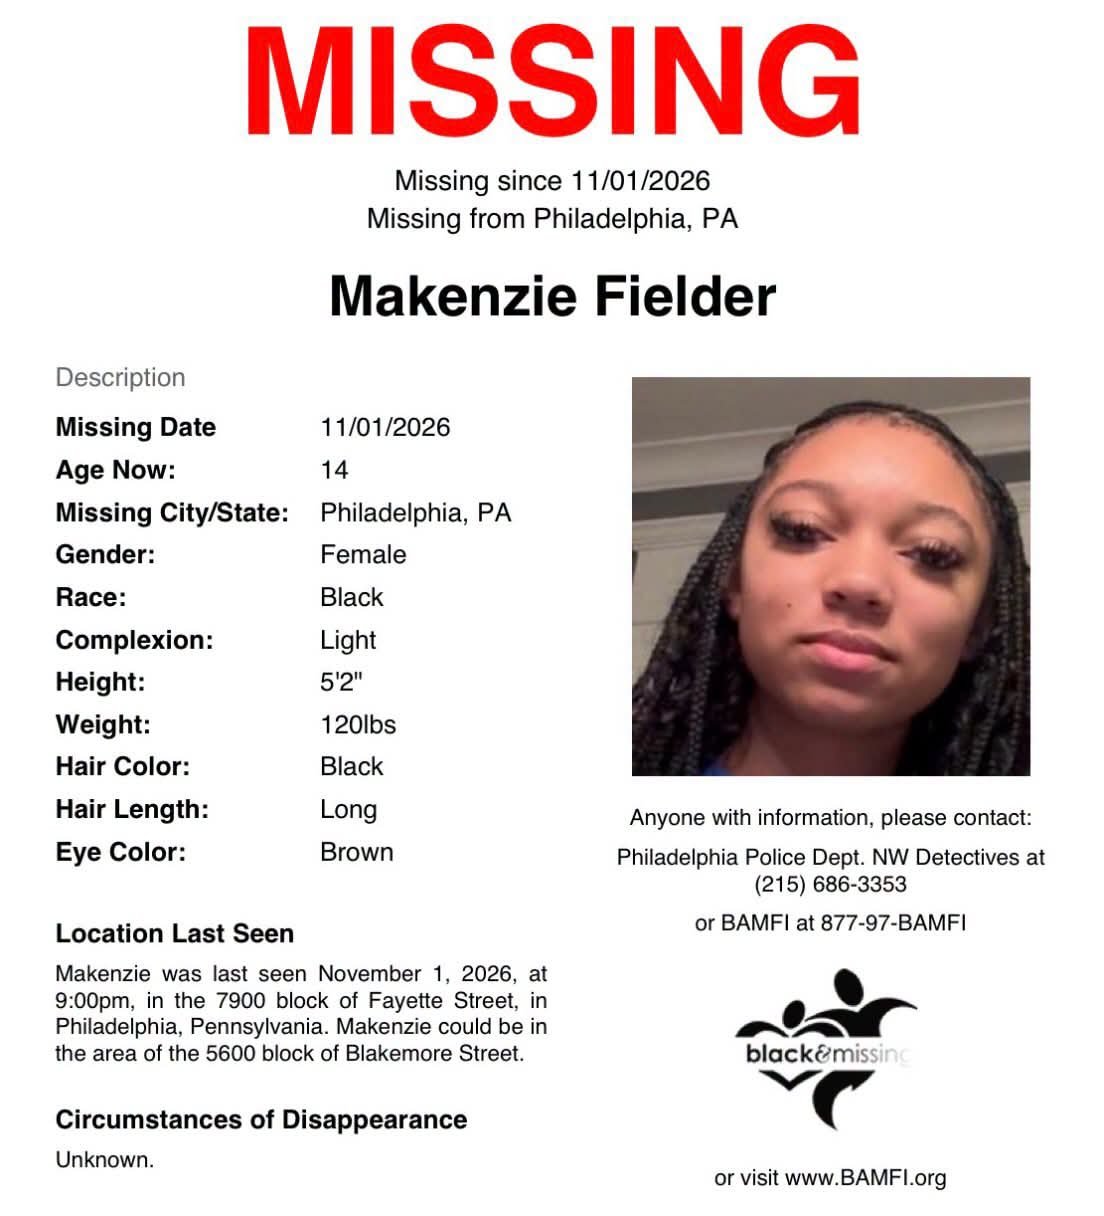 MISSING
Missing since 11/01/2026
Missing from Philadelphia, PA
Makenzie Fielder
Description
Missing Date 11/01/2026
Age Now: 14
Missing City/State: Philadelphia, PA
Gender: Female
Race: Black
Complexion: Light
Height: 5'2"
Weight: 120lbs
Hair Color: Black
Hair Length: Long
Eye Color: Brown
Location Last Seen
Makenzie was last seen November 1, 2026, at
9:00pm, in the 7900 block of Fayette Street, in
Philadelphia, Pennsylvania. Makenzie could be in
the area of the 5600 block of Blakemore Street.
Circumstances of Disappearance
Unknown.
Anyone with information, please contact:
Philadelphia Police Dept. NW Detectives at
(215) 686-3353
or BAMFI at 877-97-BAMFI
black&missing
or visit www.BAMFI.org